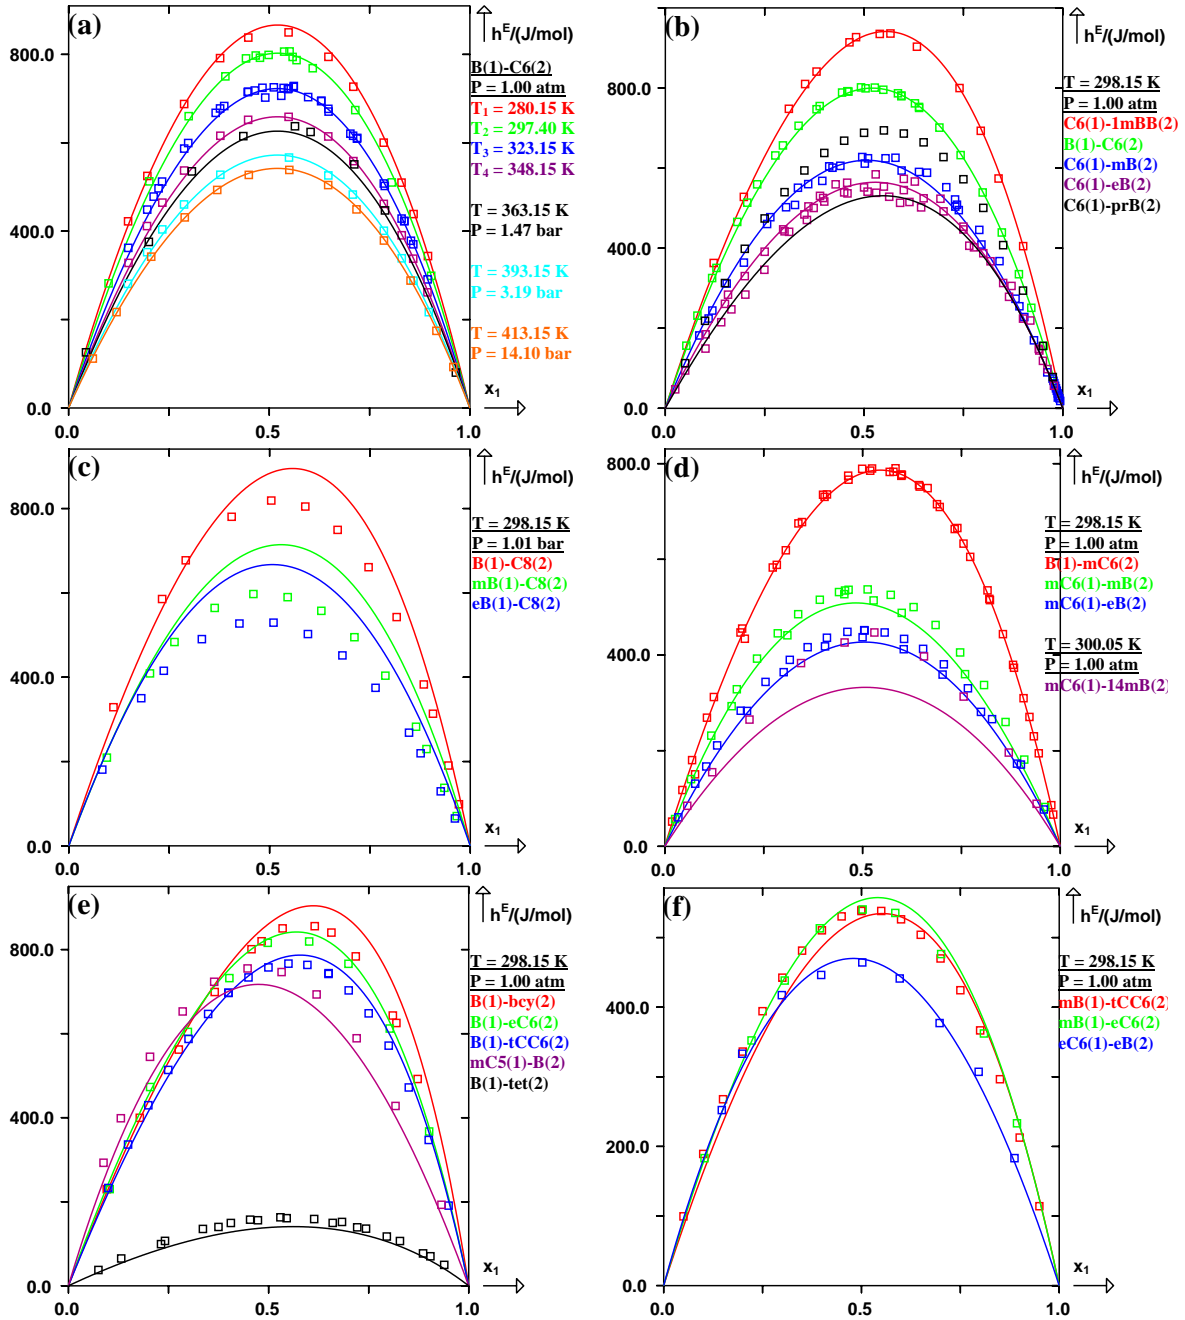 (a)
hE/(J/mol)
800.0
B(1)-C6(2)
P = 1.00 atm
T1 = 280.15 K
T2 = 297.40 K
T3 = 323.15 K
T4 = 348.15 K
T = 363.15 K
P = 1.47 bar
400.0
T = 393.15 K
P = 3.19 bar
T = 413.15 K
P = 14.10 bar
x1
0.0
0.0
0.5
1.0
(b)
hE/(J/mol)
800.0
T = 298.15 K
P = 1.00 atm
C6(1)-1mBB(2)
B(1)-C6(2)
C6(1)-mB(2)
C6(1)-eB(2)
C6(1)-prB(2)
400.0
x1
0.0
0.0
0.5
1.0
(c)
hE/(J/mol)
800.0
T = 298.15 K
P = 1.01 bar
B(1)-C8(2)
mB(1)-C8(2)
eB(1)-C8(2)
400.0
x1
0.0
0.0
0.5
1.0
(d)
800.0
hE/(J/mol)
T = 298.15 K
P = 1.00 atm
B(1)-mC6(2)
mC6(1)-mB(2)
mC6(1)-eB(2)
T = 300.05 K
P = 1.00 atm
mC6(1)-14mB(2)
400.0
x1
0.0
0.0
0.5
1.0
(e)
hE/(J/mol)
800.0
T = 298.15 K
P = 1.00 atm
B(1)-bcy(2)
B(1)-eC6(2)
B(1)-tCC6(2)
mC5(1)-B(2)
B(1)-tet(2)
400.0
x1
0.0
0.0
0.5
1.0
(f)
hE/(J/mol)
T = 298.15 K
P = 1.00 atm
mB(1)-tCC6(2)
mB(1)-eC6(2)
eC6(1)-eB(2)
400.0
200.0
x1
0.0
0.0
0.5
1.0